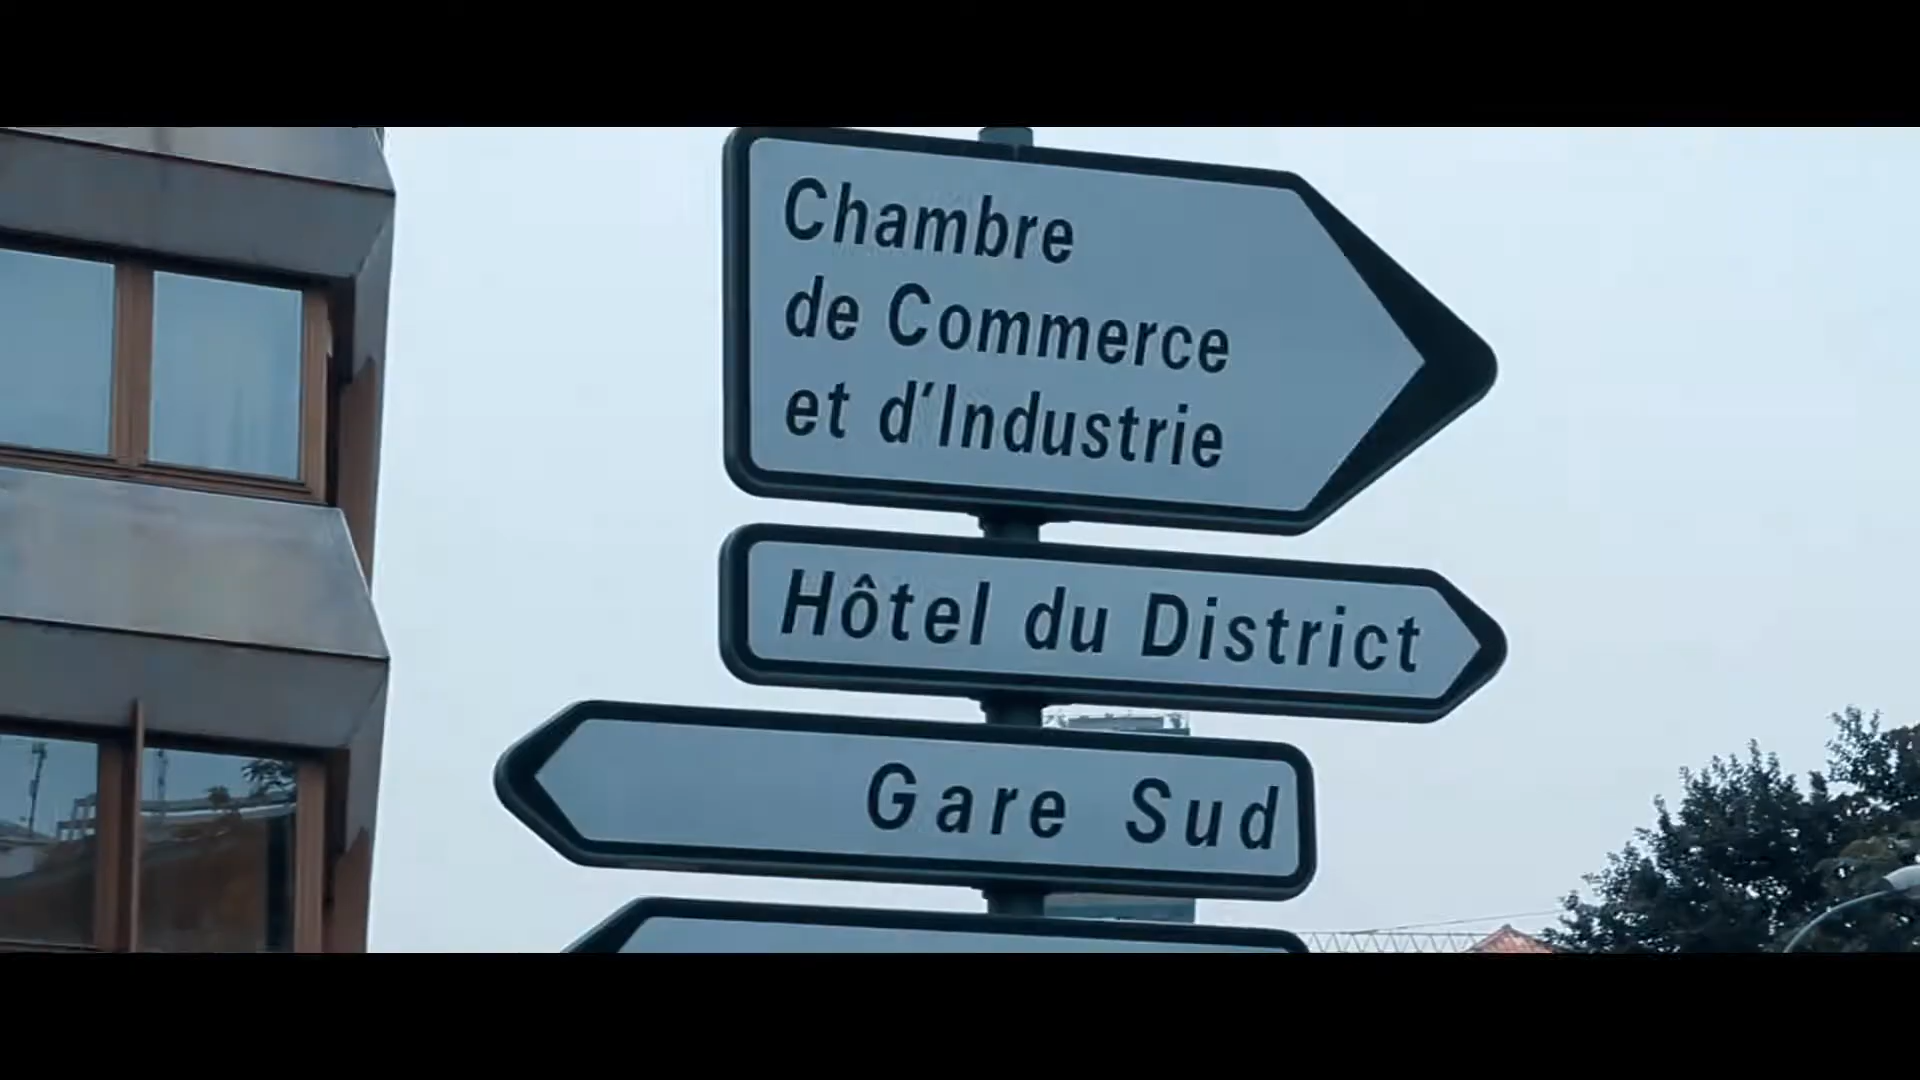 Chambre
de Commerce
et d'Industrie
Hôtel du District
Gare Sud